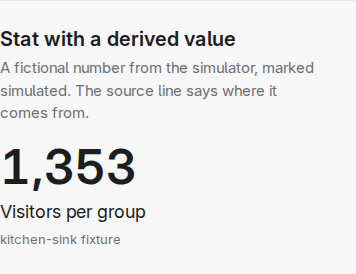 Stat with a derived value
A fictional number from the simulator, marked
simulated. The source line says where it
comes from.
1,353
Visitors per group
kitchen-sink fixture